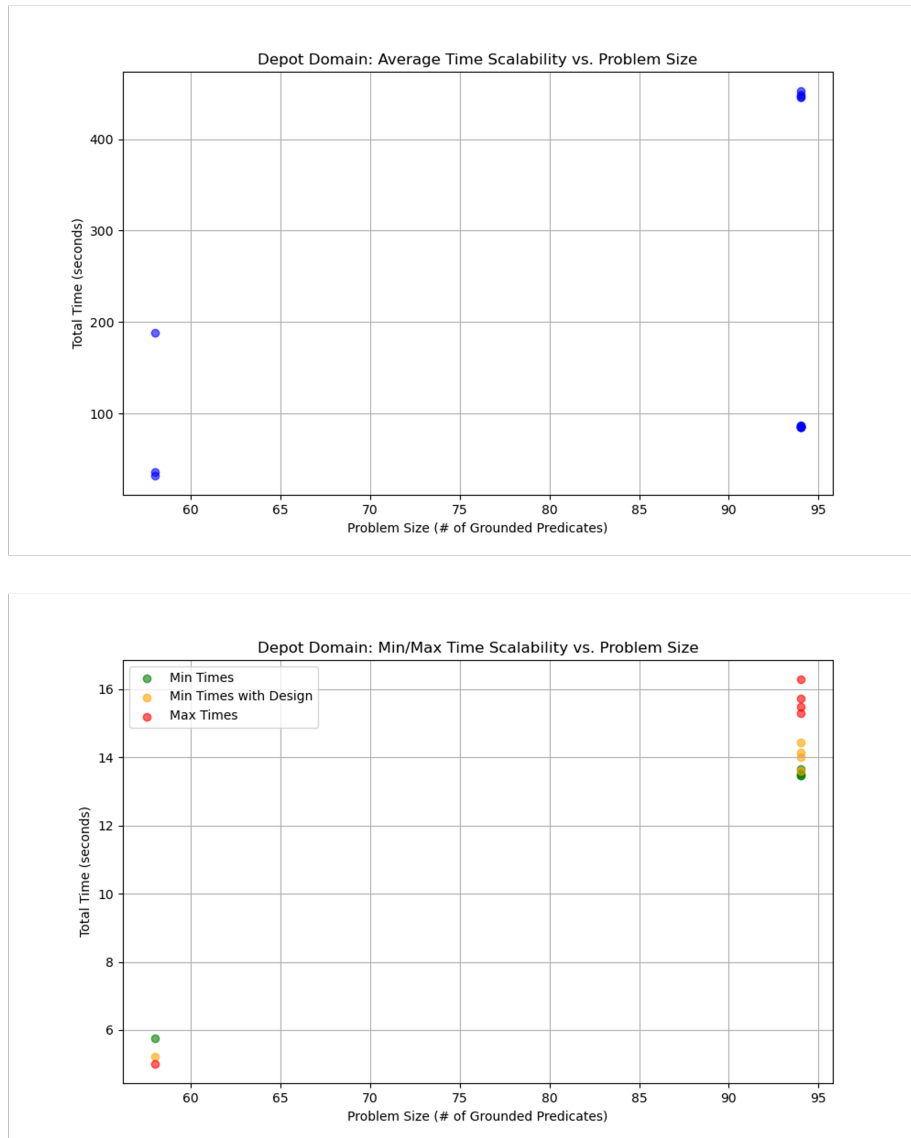 Depot Domain: Average Time Scalability vs. Problem Size
400
300
200
100
Total Time (seconds)
60 65 70 75 80 85 90 95
Problem Size (# of Grounded Predicates)
Depot Domain: Min/Max Time Scalability vs. Problem Size
Min Times
Min Times with Design
Max Times
16
14
12
10
8
6
Total Time (seconds)
60 65 70 75 80 85 90 95
Problem Size (# of Grounded Predicates)